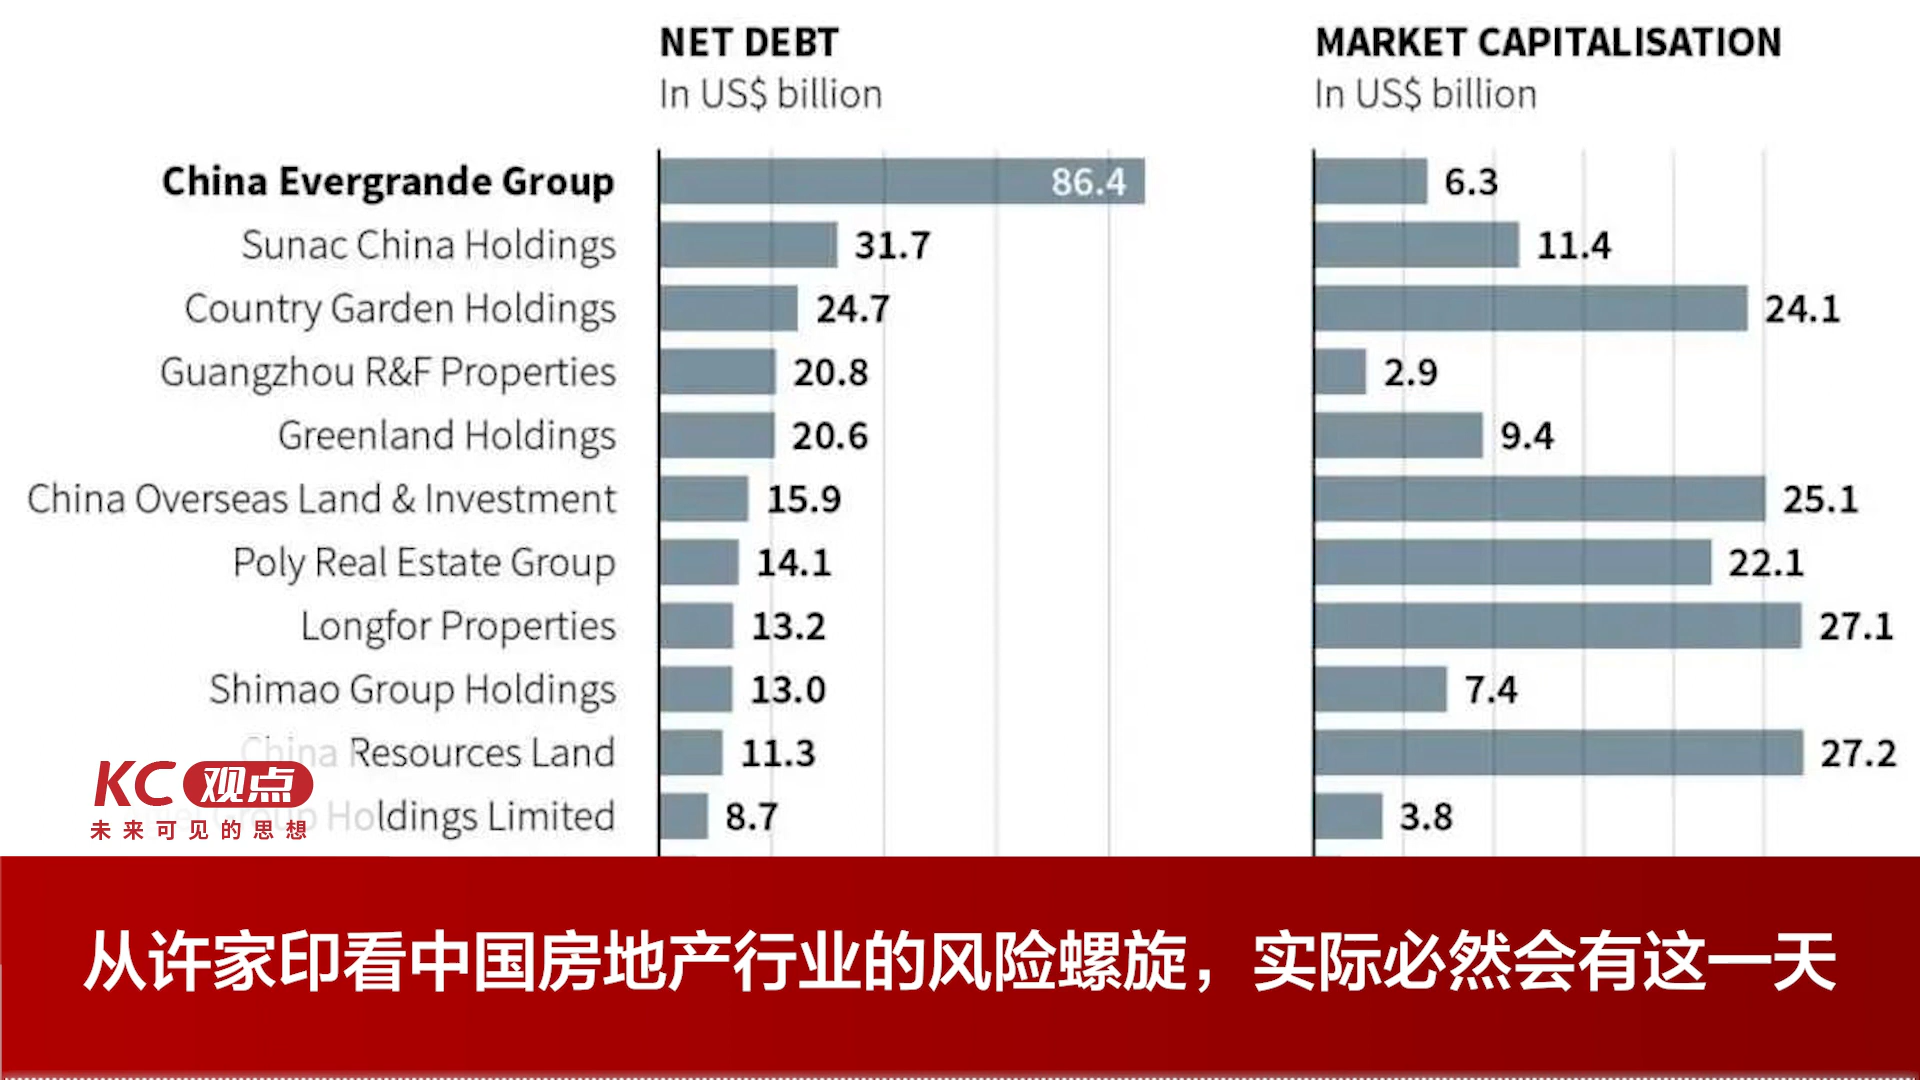 NET DEBT
In US$ billion
MARKET CAPITALISATION
In US$ billion
China Evergrande Group 86.4 6.3
Sunac China Holdings 31.7 11.4
Country Garden Holdings 24.7 24.1
Guangzhou R&F Properties 20.8 2.9
Greenland Holdings 20.6 9.4
China Overseas Land & Investment 15.9 25.1
Poly Real Estate Group 14.1 22.1
Longfor Properties 13.2 27.1
Shimao Group Holdings 13.0 7.4
China Resources Land 11.3 27.2
Group Holdings Limited 8.7 3.8
KC 观点
未来可见的思想
从许家印看中国房地产行业的风险螺旋，实际必然会有这一天